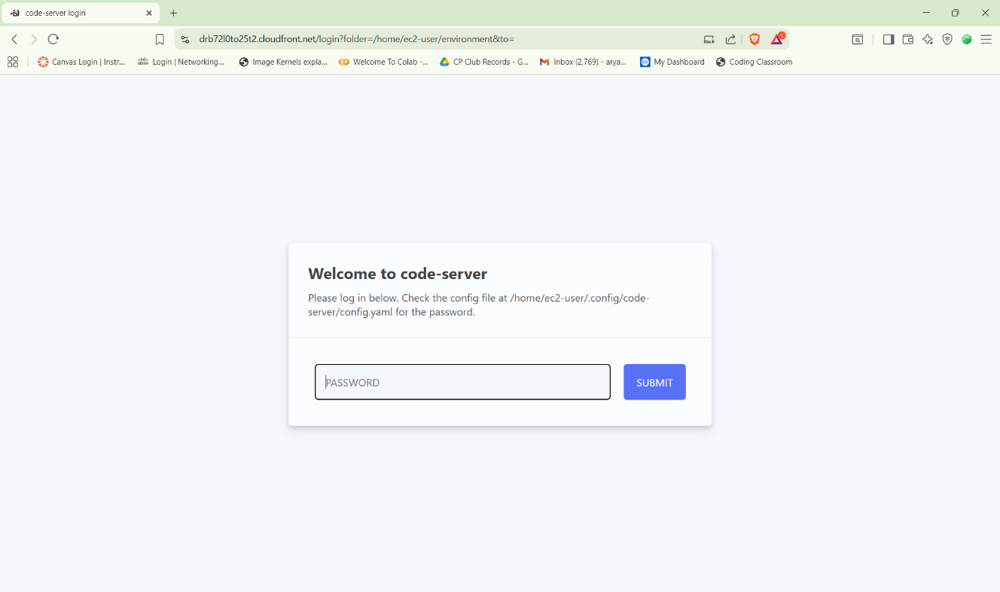 code-server login
drb72l0to25t2.cloudfront.net/login?folder=/home/ec2-user/environment&to=
1
Canvas Login | Instr...
Login | Networking...
Image Kernels expla...
Welcome To Colab -...
CP Club Records - G...
Inbox (2,769) - arya...
My Dashboard
Coding Classroom
Welcome to code-server
Please log in below. Check the config file at /home/ec2-user/.config/code-
server/config.yaml for the password.
PASSWORD
SUBMIT